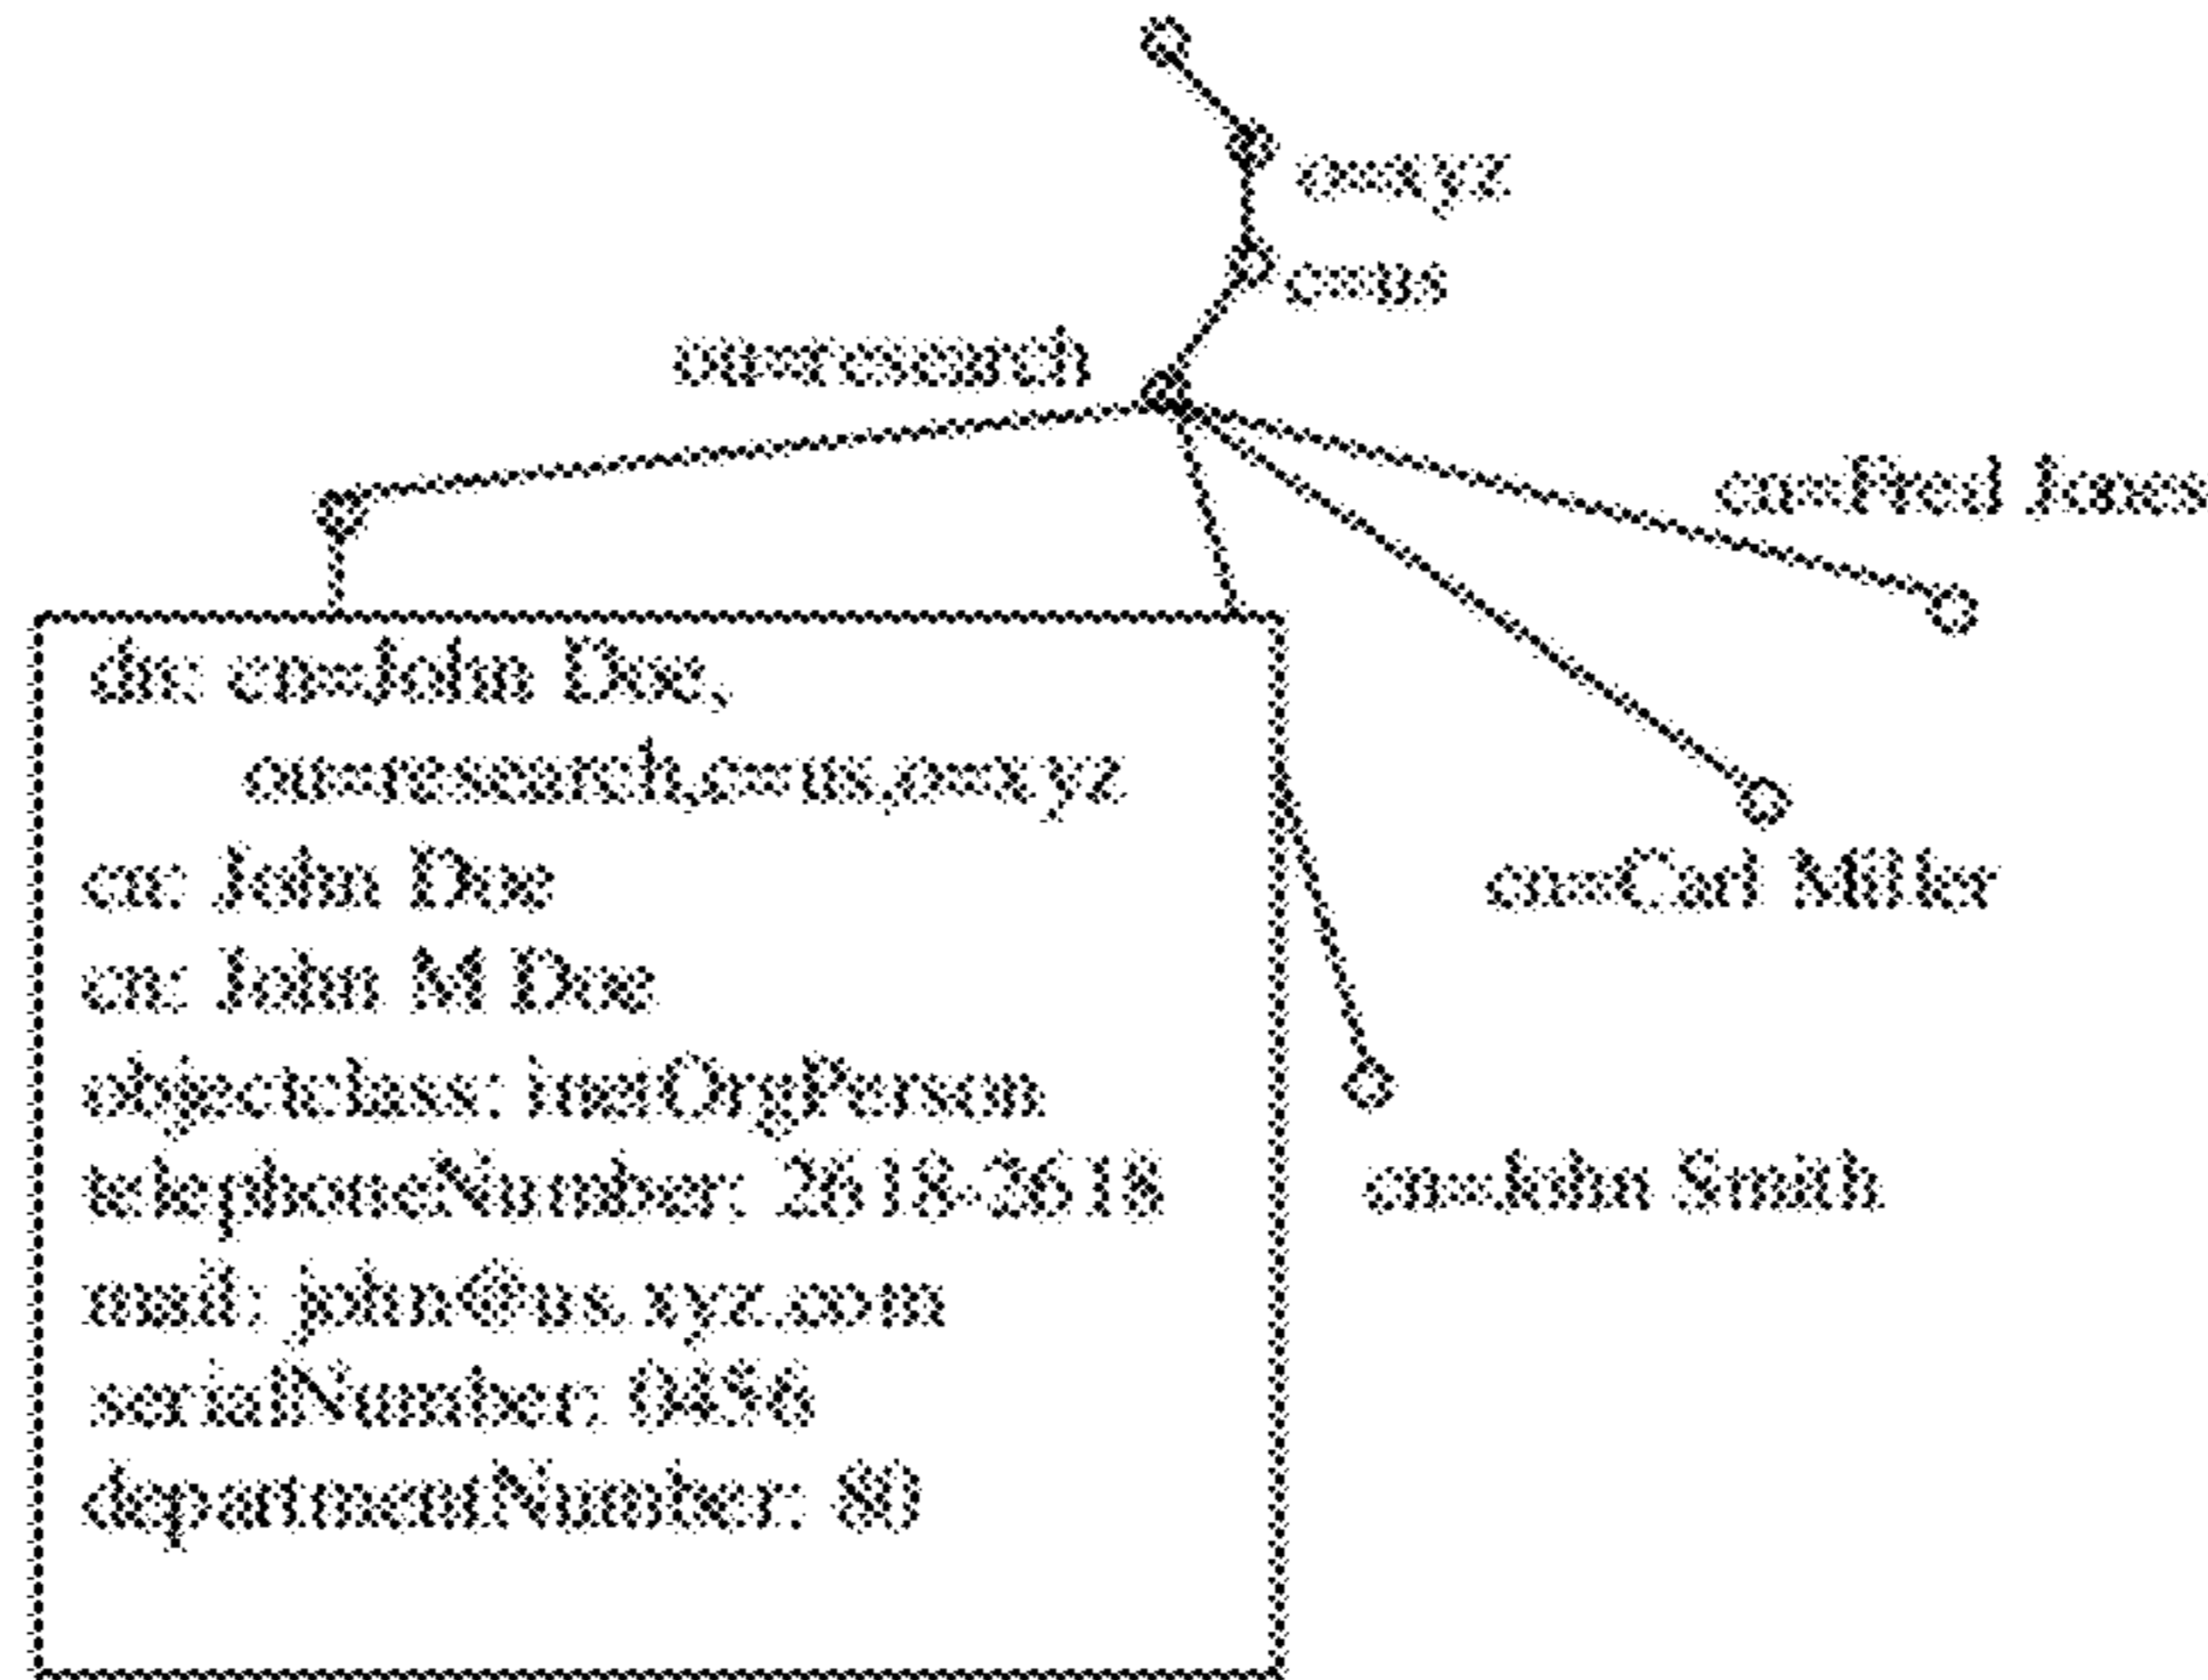 o=xyz
c=us
ou=research
cn=Fred Jones
dn: cn=John Doe,
ou=research,c=us,o=xyz
cn: John Doe
cn: John M Doe
cn=Carl Miller
objectclass: InetOrgPerson
telephoneNumber: 2618-2618
cn=John Smith
mail: john@us.xyz.com
serialNumber: 0456
departmentNumber: 80